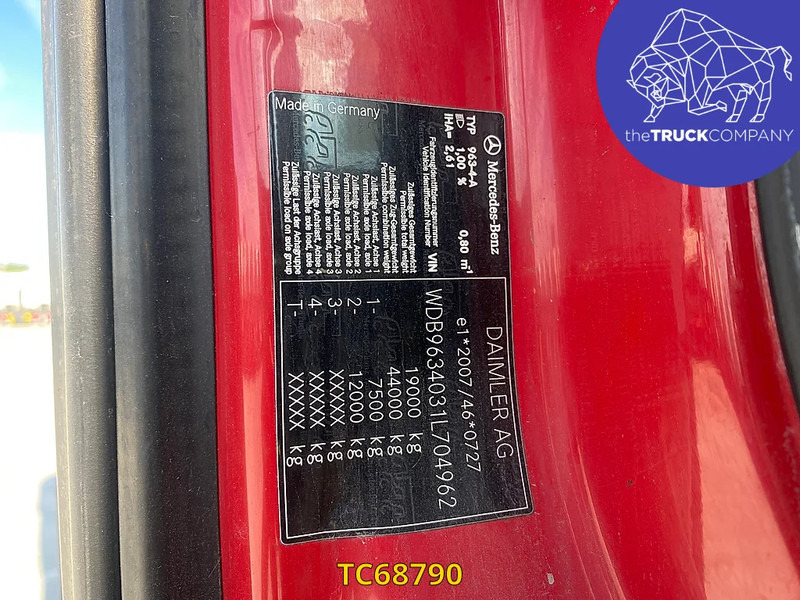 theTRUCKCOMPANY
Made in Germany
Mercedes-Benz
TYP 963-4-A
1,00 % 0,80 m⁻¹
IHA= 2,61
Fahrzeugidentifizierungsnummer
Vehicle Identification Number VIN
Zulässiges Gesamtgewicht
Permissible total weight
Zulässiges Zug-Gesamtgewicht
Permissible combination weight
Zulässige Achslast, Achse 1
Permissible axle load, axle 1
Zulässige Achslast, Achse 2
Permissible axle load, axle 2
Zulässige Achslast, Achse 3
Permissible axle load, axle 3
Zulässige Achslast, Achse 4
Permissible axle load, axle 4
Zulässige Last der Achsgruppe
Permissible load on axle group
DAIMLER AG
e1*2007/46*0727
WDB9634031L704962
19000 kg
44000 kg
1- 7500 kg
2- 12000 kg
3- XXXXX kg
4- XXXXX kg
T- XXXXX kg
TC68790